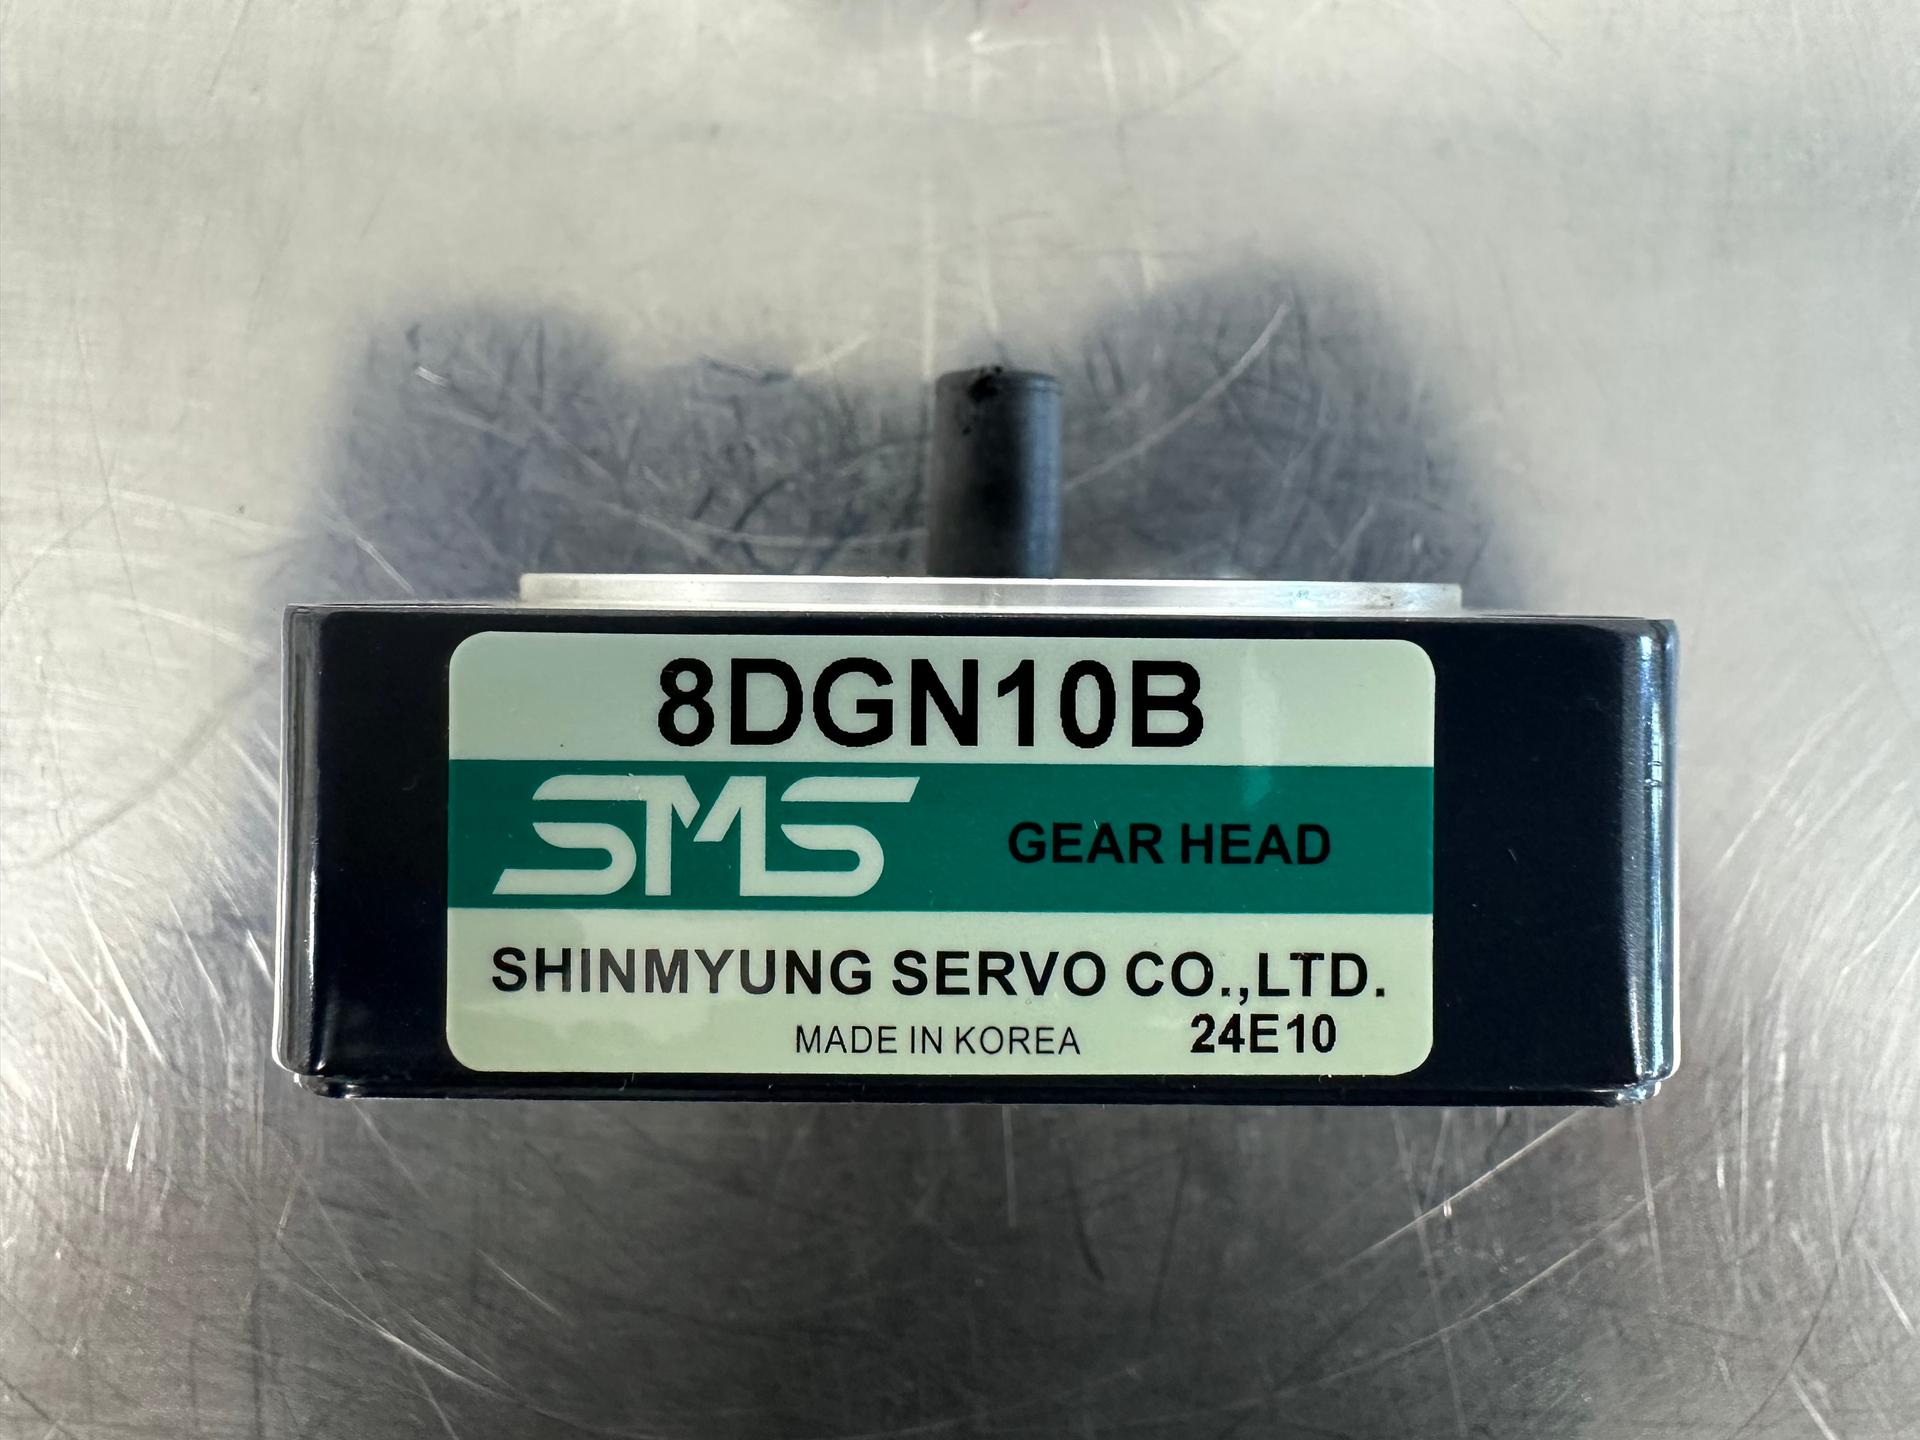 8DGN10B
SMS GEAR HEAD
SHINMYUNG SERVO CO.,LTD.
MADE IN KOREA 24E10